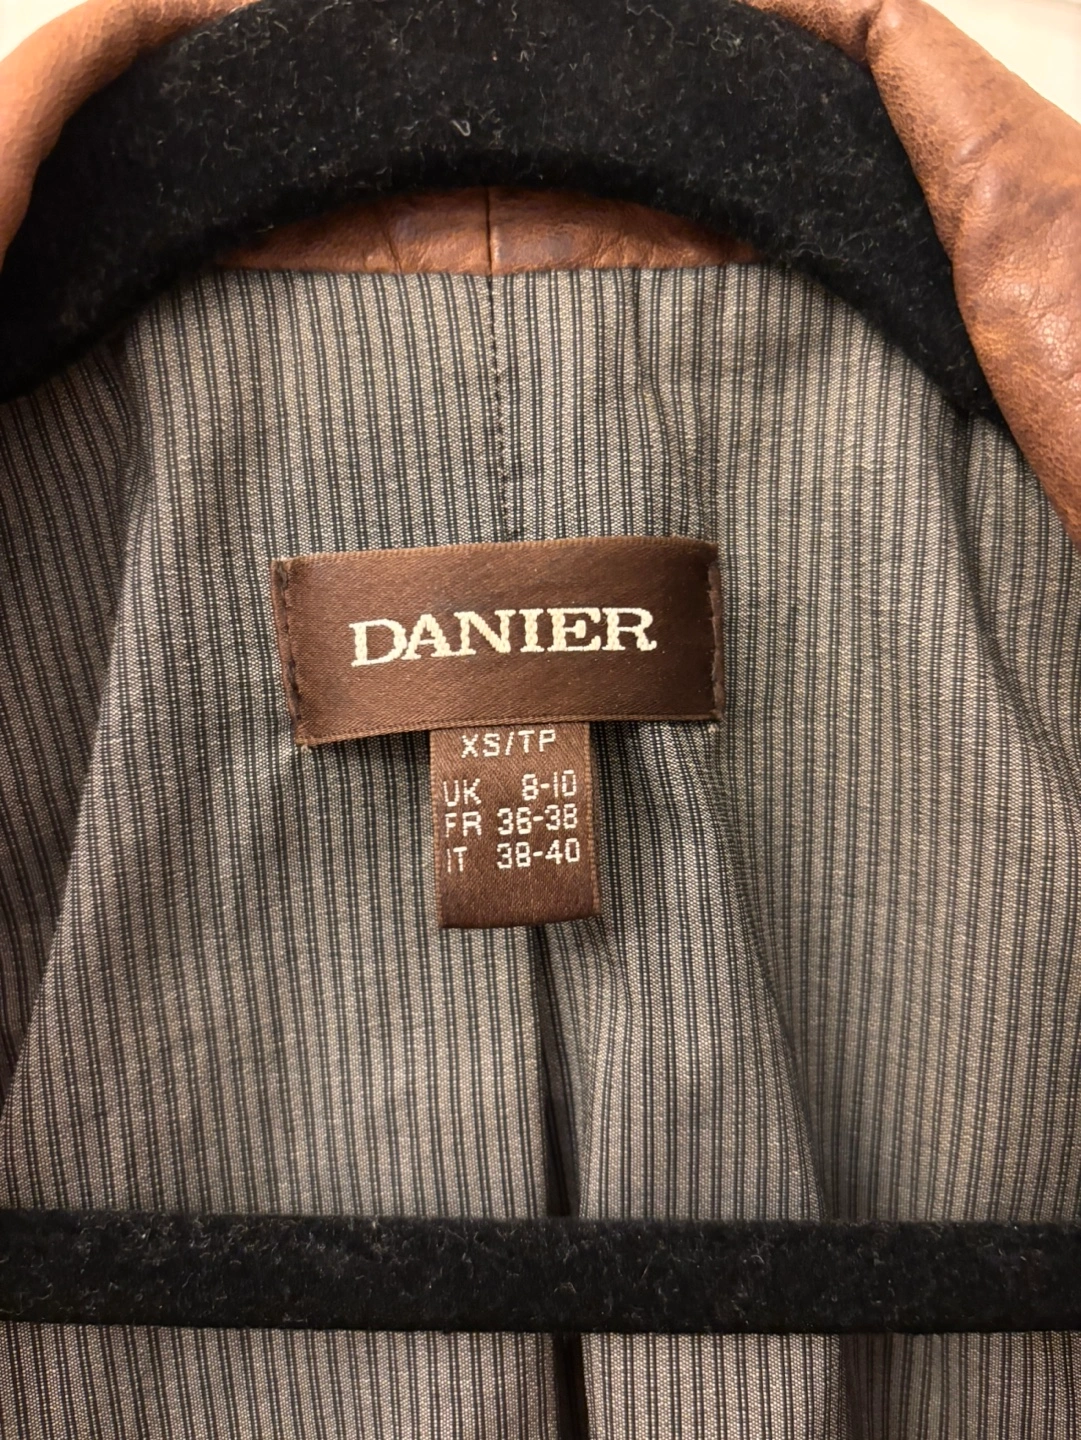 DANIER
XS/TP
UK 8-10
FR 36-38
IT 38-40